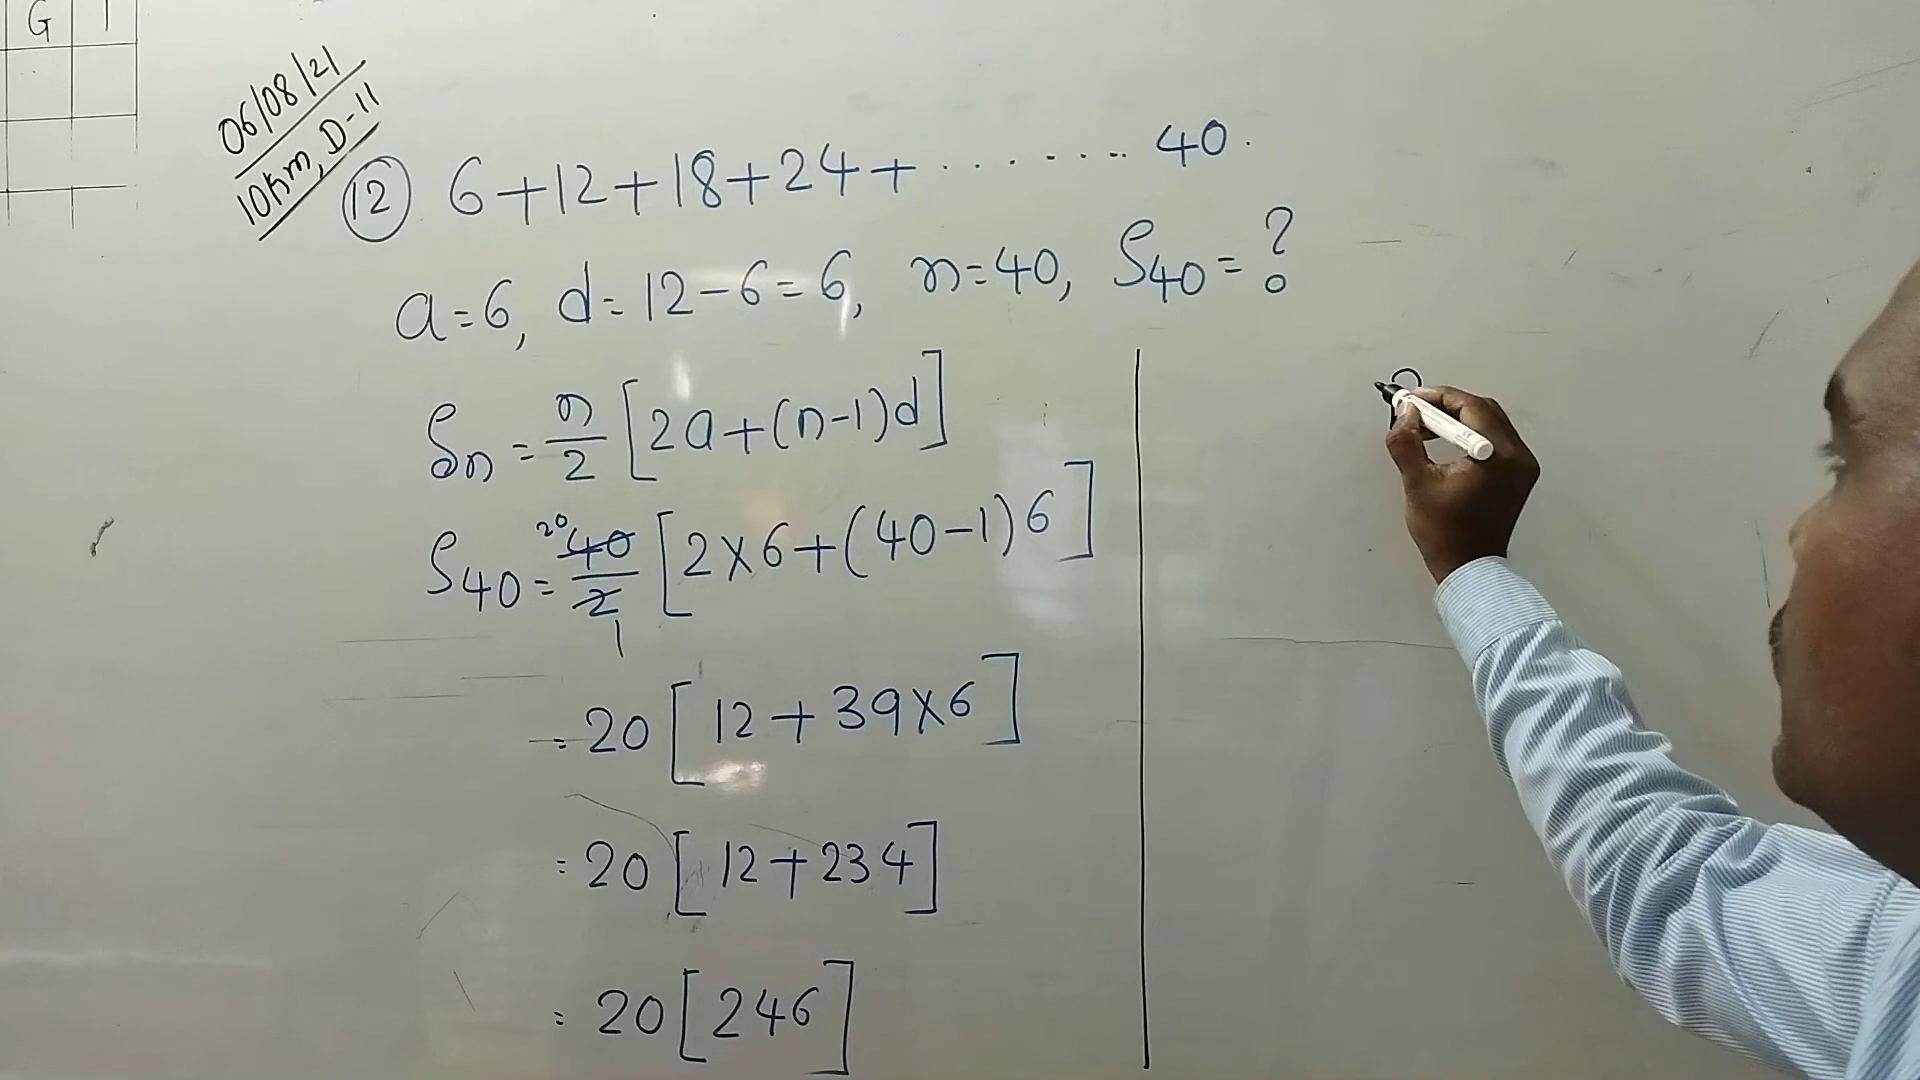 G
06/08/21
10Km, D-11
12 6+12+18+24+ ....... 40.
a=6, d=12-6=6, n=40, S40=?
Sn = n/2 [2a+(n-1)d]
S40 = 20 40/2 1 [2×6+(40-1)6]
= 20 [12+39×6]
= 20 [12+234]
= 20 [246]